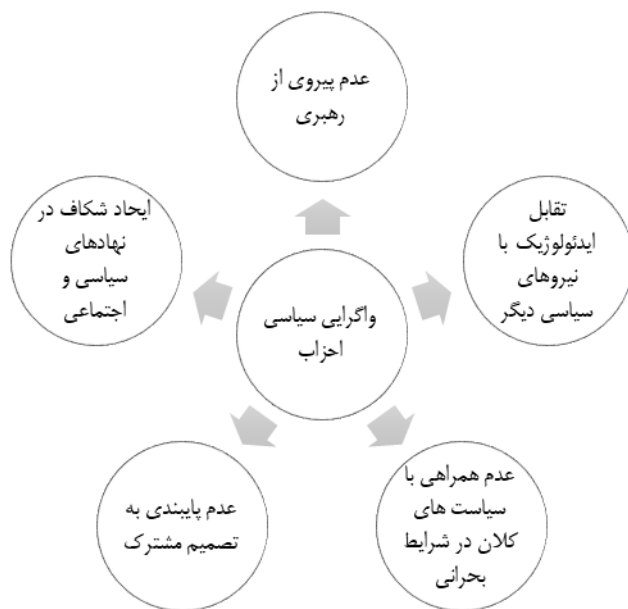 عدم پیروی از
رهبری
تقابل
ایدئولوژیک با
نیروهای
سیاسی دیگر
ایحاد شکاف در
نهادهای
سیاسی و
اجتماعی
واگرایی سیاسی
احزاب
عدم همراهی با
سیاست های
کلان در شرایط
بحرانی
عدم پایبندی به
تصمیم مشترک